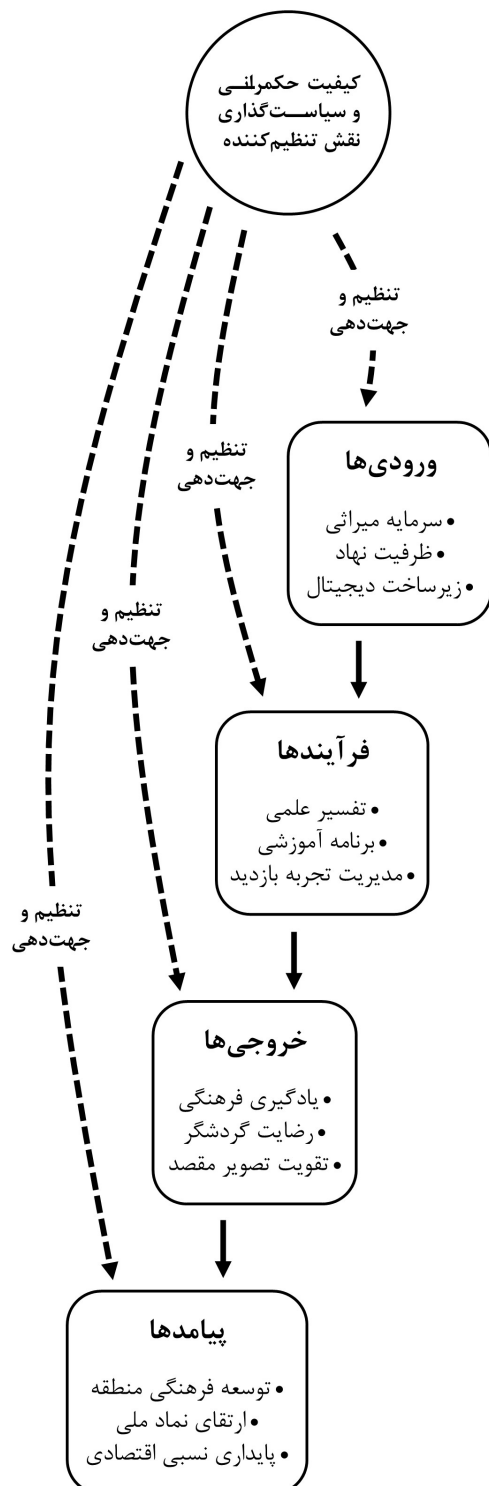 کیفیت حکمرانی
و سیاست‌گذاری
نقش تنظیم‌کننده
تنظیم و
جهت‌دهی
ورودی‌ها
• سرمایه میراثی
• ظرفیت نهاد
• زیرساخت دیجیتال
تنظیم و
جهت‌دهی
فرآیندها
• تفسیر علمی
• برنامه آموزشی
• مدیریت تجربه بازدید
تنظیم و
جهت‌دهی
خروجی‌ها
• یادگیری فرهنگی
• رضایت گردشگر
• تقویت تصویر مقصد
تنظیم و
جهت‌دهی
پیامدها
• توسعه فرهنگی منطقه
• ارتقای نماد ملی
• پایداری نسبی اقتصادی